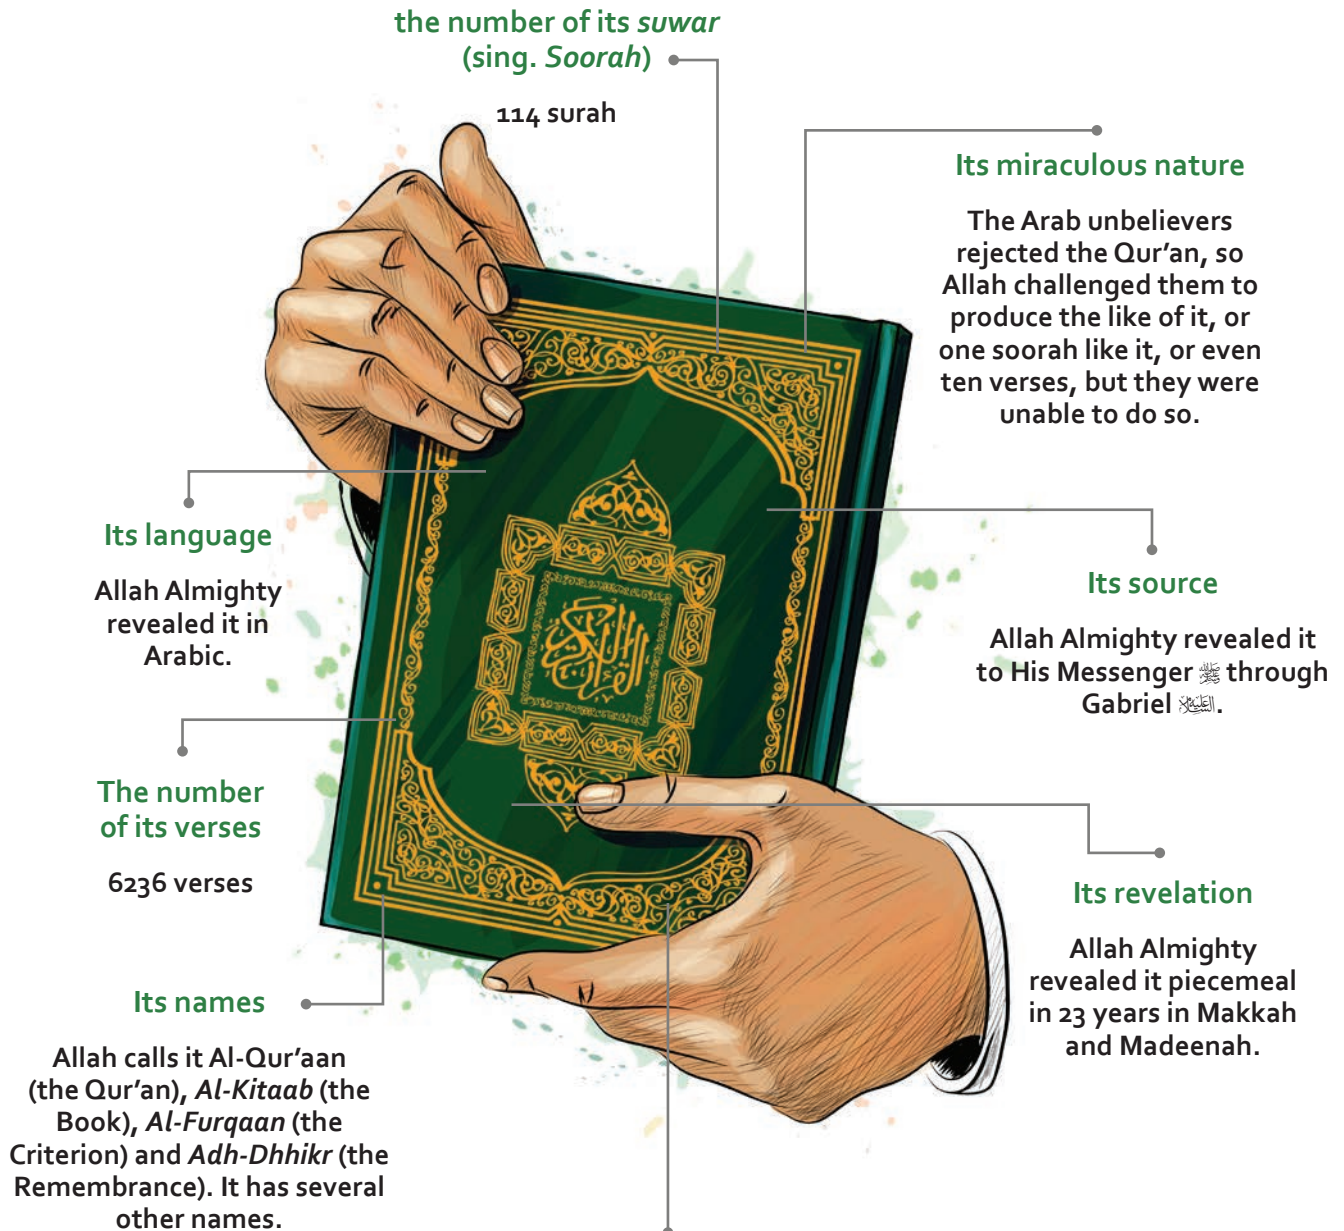 the number of its suwar
(sing. Soorah)
114 surah
Its miraculous nature
The Arab unbelievers
rejected the Qur’an, so
Allah challenged them to
produce the like of it, or
one soorah like it, or even
ten verses, but they were
unable to do so.
Its language
Allah Almighty
revealed it in
Arabic.
Its source
Allah Almighty revealed it
to His Messenger ﷺ through
Gabriel عليه السلام.
The number
of its verses
6236 verses
Its revelation
Allah Almighty
revealed it piecemeal
in 23 years in Makkah
and Madeenah.
Its names
Allah calls it Al-Qur’aan
(the Qur’an), Al-Kitaab (the
Book), Al-Furqaan (the
Criterion) and Adh-Dhhikr (the
Remembrance). It has several
other names.
القرآن الكريم